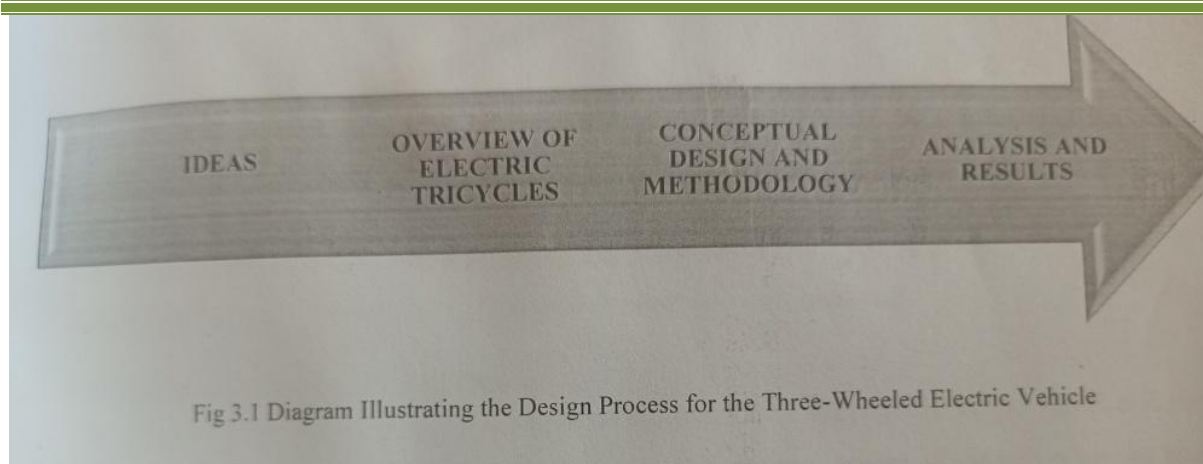 IDEAS
OVERVIEW OF
ELECTRIC
TRICYCLES
CONCEPTUAL
DESIGN AND
METHODOLOGY
ANALYSIS AND
RESULTS
Fig 3.1 Diagram Illustrating the Design Process for the Three-Wheeled Electric Vehicle